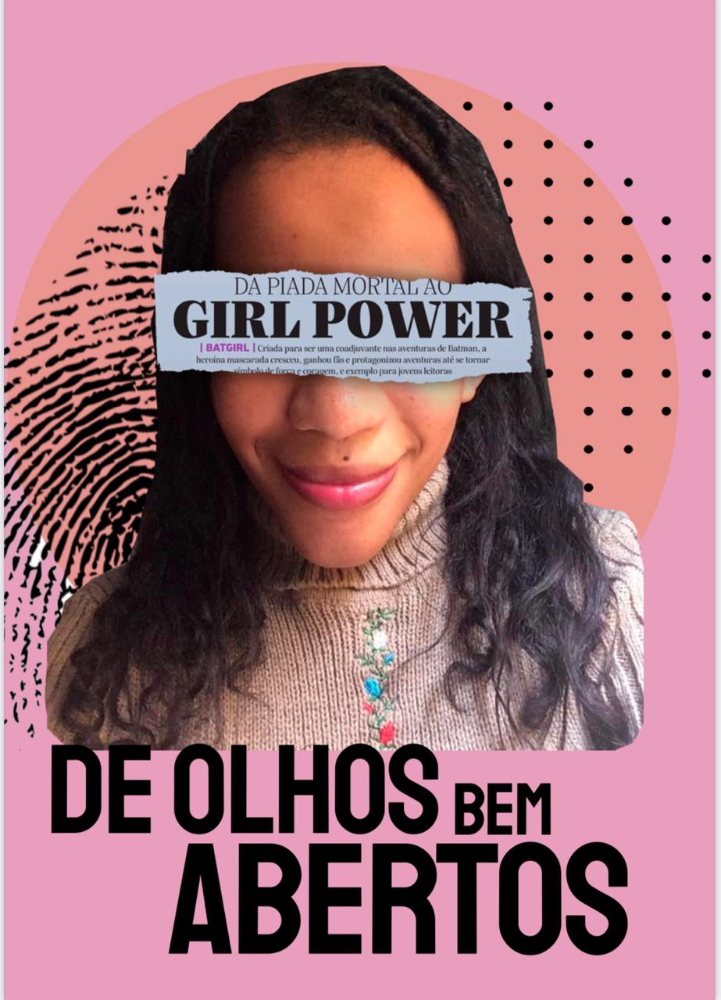 DA PIADA MORTAL AO
GIRL POWER
| BATGIRL | Criada para ser uma coadjuvante nas aventuras de Batman, a
heroína mascarada cresceu, ganhou fãs e protagonizou aventuras até se tornar
símbolo de força e coragem, e exemplo para jovens leitoras
DE OLHOS BEM
ABERTOS